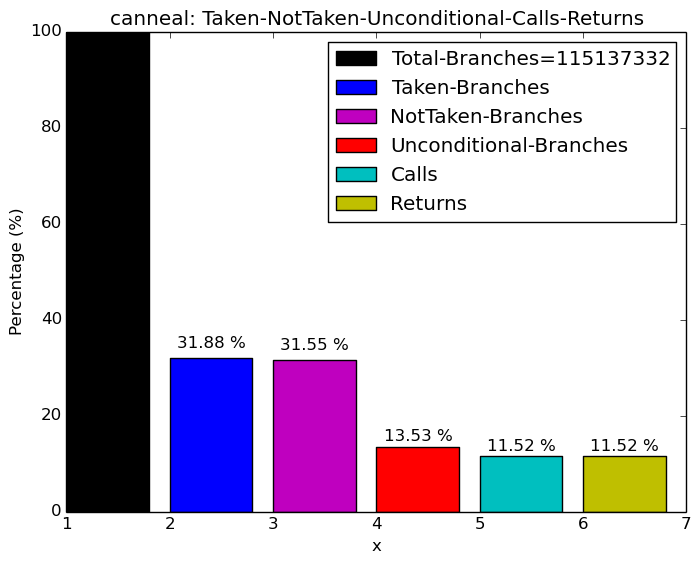 canneal: Taken-NotTaken-Unconditional-Calls-Returns
Total-Branches=115137332
Taken-Branches
NotTaken-Branches
Unconditional-Branches
Calls
Returns
Percentage (%)
100
80
60
40
20
0
31.88 %
31.55 %
13.53 %
11.52 %
11.52 %
1 2 3 4 5 6 7
x